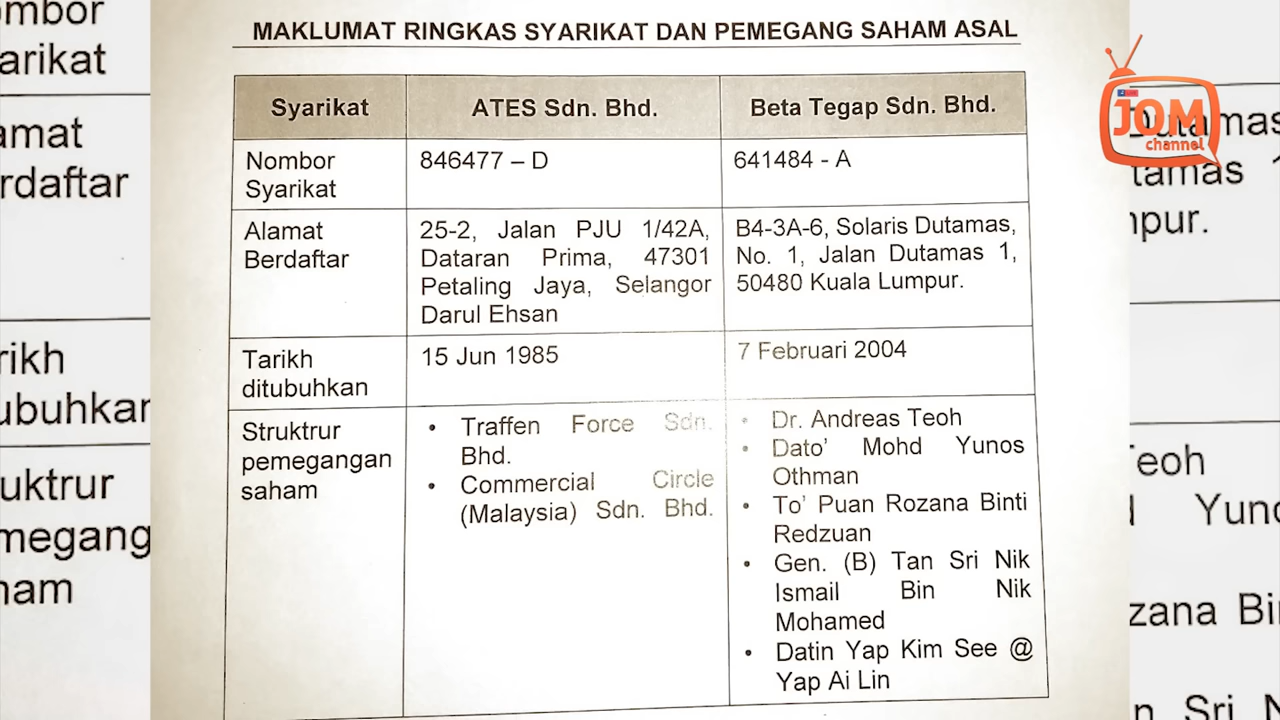 MAKLUMAT RINGKAS SYARIKAT DAN PEMEGANG SAHAM ASAL
Syarikat ATES Sdn. Bhd. Beta Tegap Sdn. Bhd.
Nombor Syarikat
846477 – D
641484 - A
Alamat
Berdaftar
25-2, Jalan PJU 1/42A,
Dataran Prima, 47301
Petaling Jaya, Selangor
Darul Ehsan
B4-3A-6, Solaris Dutamas,
No. 1, Jalan Dutamas 1,
50480 Kuala Lumpur.
Tarikh
ditubuhkan
15 Jun 1985
7 Februari 2004
Struktrur
pemegangan
saham
• Traffen Force Sdn.
Bhd.
• Commercial Circle
(Malaysia) Sdn. Bhd.
• Dr. Andreas Teoh
• Dato' Mohd Yunos
Othman
• To' Puan Rozana Binti
Redzuan
• Gen. (B) Tan Sri Nik
Ismail Bin Nik
Mohamed
• Datin Yap Kim See @
Yap Ai Lin
JOM
channel